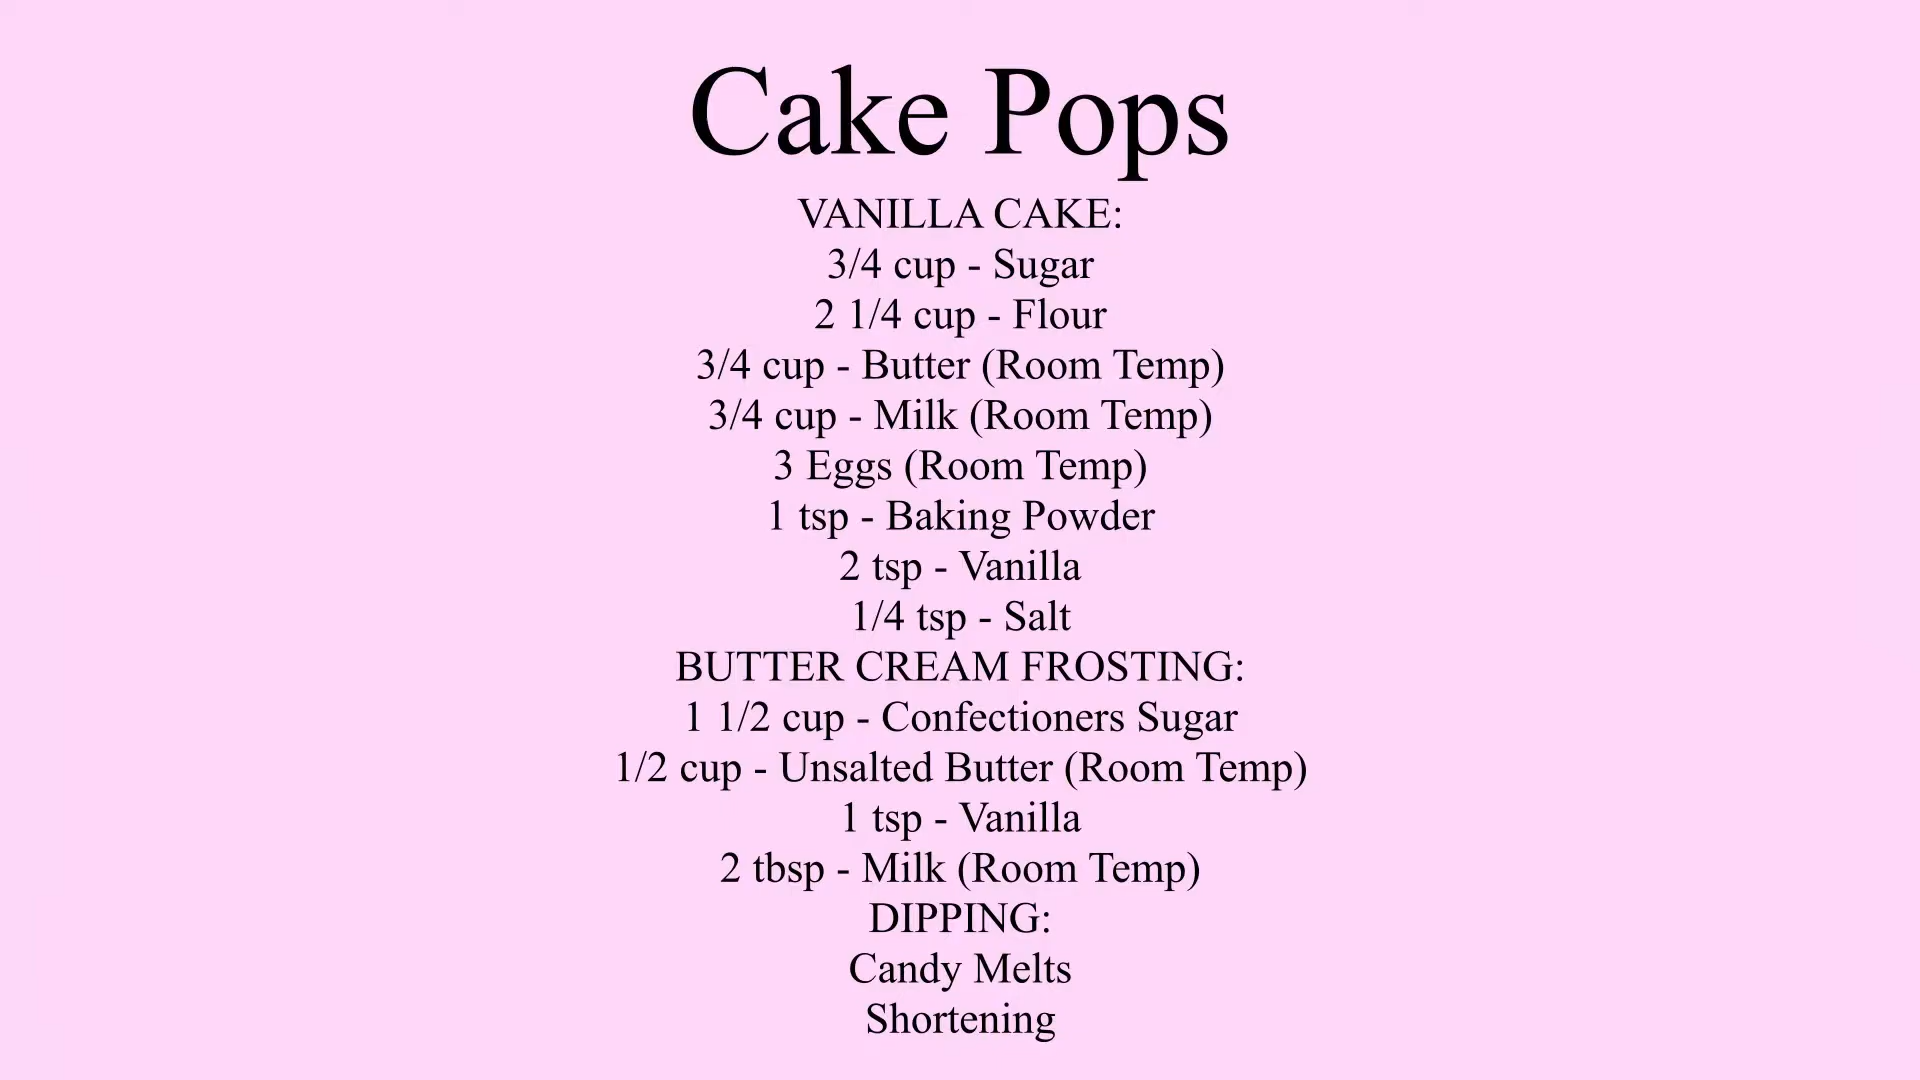 Cake Pops
VANILLA CAKE:
3/4 cup - Sugar
2 1/4 cup - Flour
3/4 cup - Butter (Room Temp)
3/4 cup - Milk (Room Temp)
3 Eggs (Room Temp)
1 tsp - Baking Powder
2 tsp - Vanilla
1/4 tsp - Salt
BUTTER CREAM FROSTING:
1 1/2 cup - Confectioners Sugar
1/2 cup - Unsalted Butter (Room Temp)
1 tsp - Vanilla
2 tbsp - Milk (Room Temp)
DIPPING:
Candy Melts
Shortening